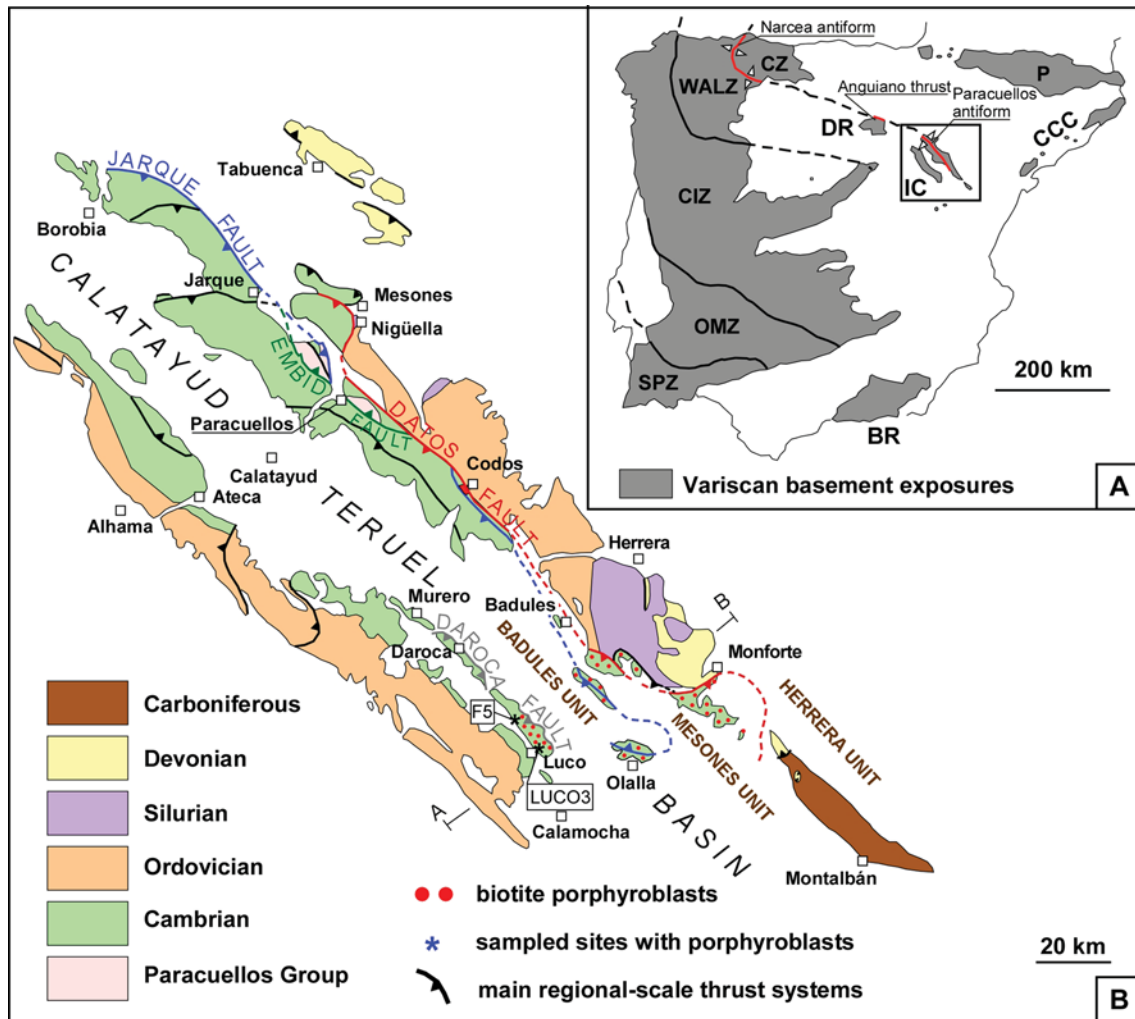 Narcea antiform
CZ
WALZ
P
Anguiano thrust
Paracuellos
antiform
DR
CCC
IC
CIZ
OMZ
SPZ
BR
200 km
Variscan basement exposures
A
JARQUE
FAULT
Tabuenca
Borobia
CALATAYUD
Jarque
Mesones
Nigüella
EMBID
FAULT
Paracuellos
DATOS
FAULT
Codos
Calatayud
Ateca
Alhama
TERUEL
Herrera
B
Murero
Badules
DAROCA
FAULT
Daroca
BADULES UNIT
Monforte
HERRERA UNIT
MESONES UNIT
F5
Luco
LUCO3
Olalla
BASIN
A
Calamocha
Montalbán
Carboniferous
Devonian
Silurian
Ordovician
Cambrian
Paracuellos Group
biotite porphyroblasts
sampled sites with porphyroblasts
main regional-scale thrust systems
20 km
B